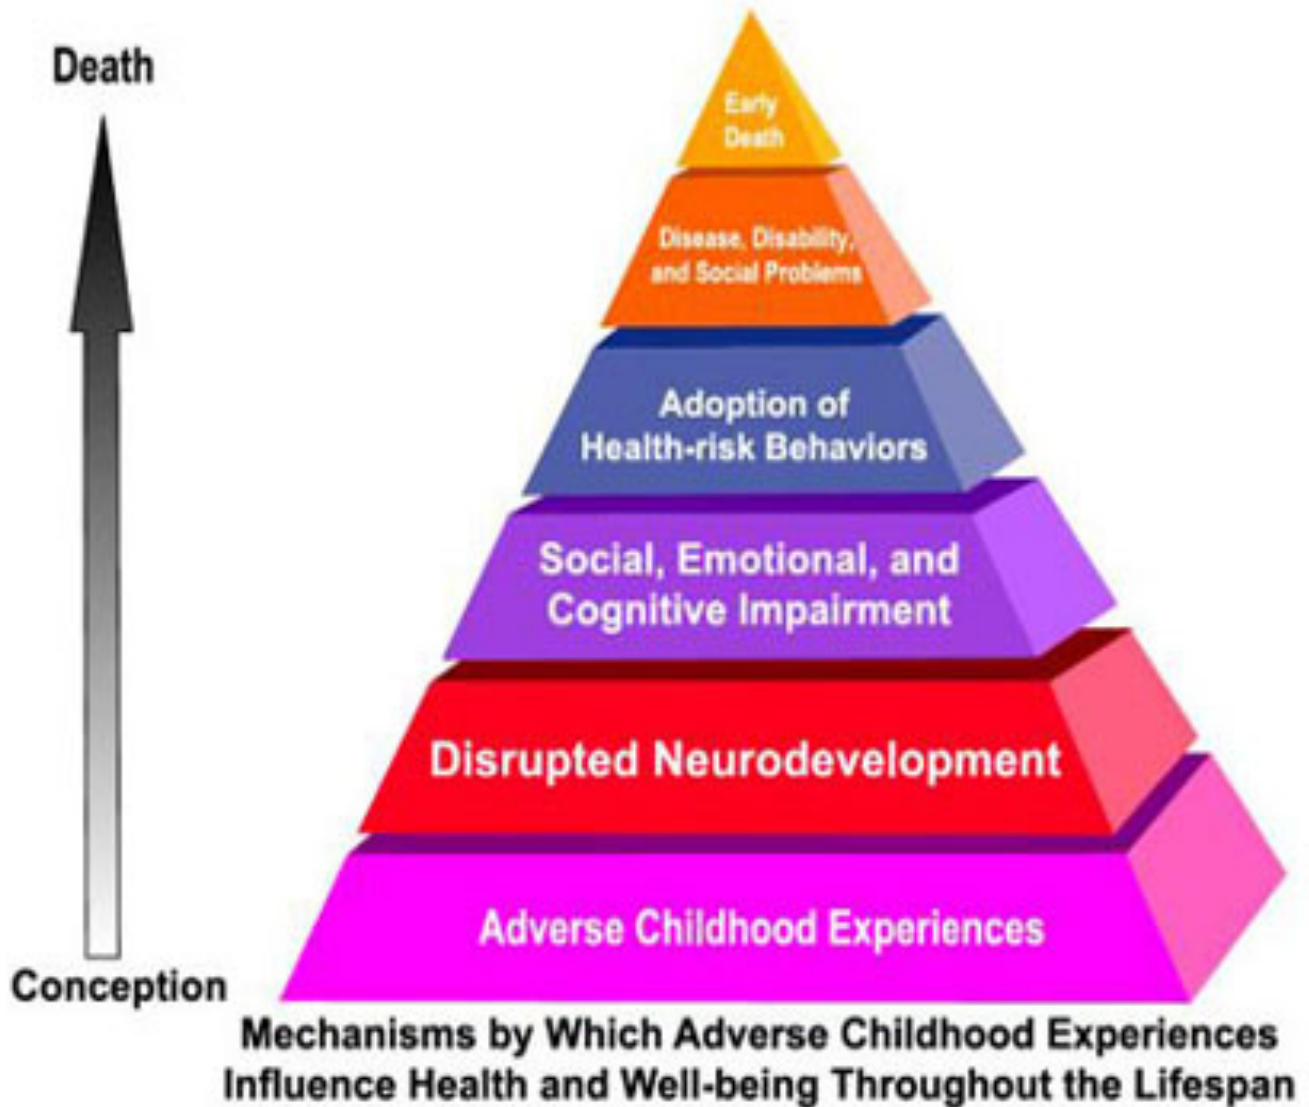 Death
Early
Death
Disease, Disability,
and Social Problems
Adoption of
Health-risk Behaviors
Social, Emotional, and
Cognitive Impairment
Disrupted Neurodevelopment
Adverse Childhood Experiences
Conception
Mechanisms by Which Adverse Childhood Experiences
Influence Health and Well-being Throughout the Lifespan